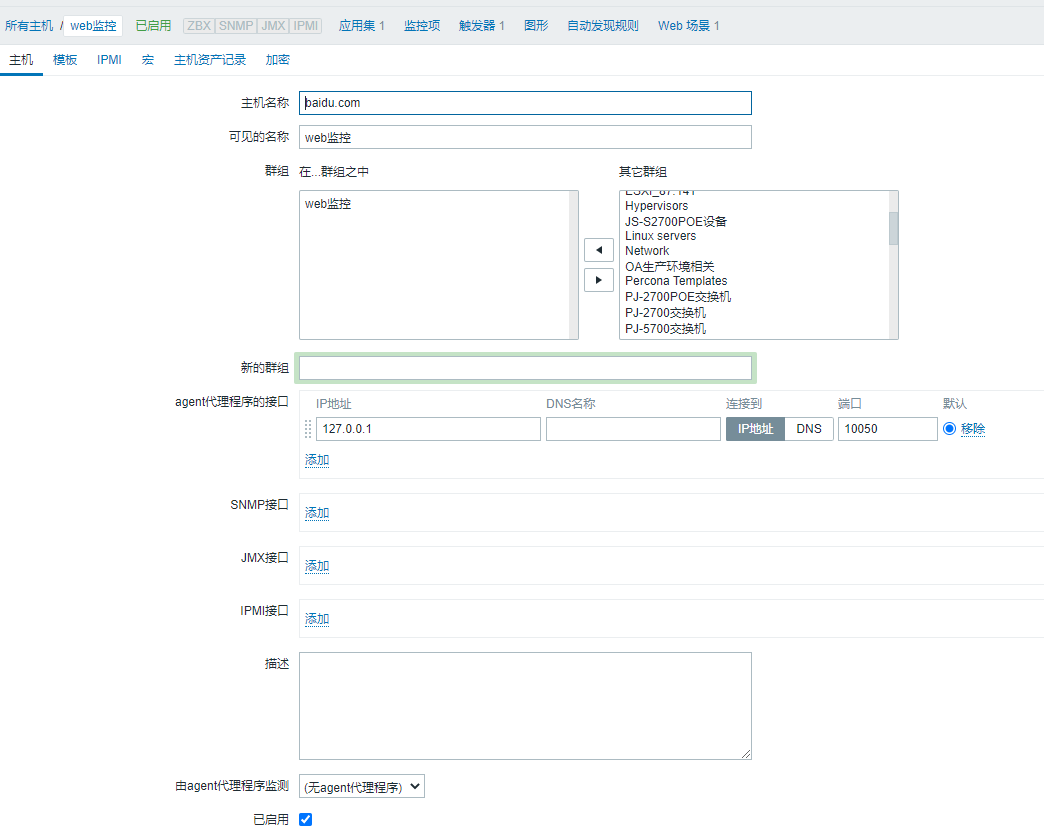 所有主机 / web监控 已启用 ZBX SNMP JMX IPMI 应用集 1 监控项 触发器 1 图形 自动发现规则 Web 场景 1
主机 模板 IPMI 宏 主机资产记录 加密
主机名称 baidu.com
可见的名称 web监控
群组 在...群组之中 其它群组
web监控
ESXI_87.141
Hypervisors
JS-S2700POE设备
Linux servers
Network
OA生产环境相关
Percona Templates
PJ-2700POE交换机
PJ-2700交换机
PJ-5700交换机
新的群组
agent代理程序的接口 IP地址 DNS名称 连接到 端口 默认
127.0.0.1 IP地址 DNS 10050 移除
添加
SNMP接口 添加
JMX接口 添加
IPMI接口 添加
描述
由agent代理程序监测 (无agent代理程序)
已启用